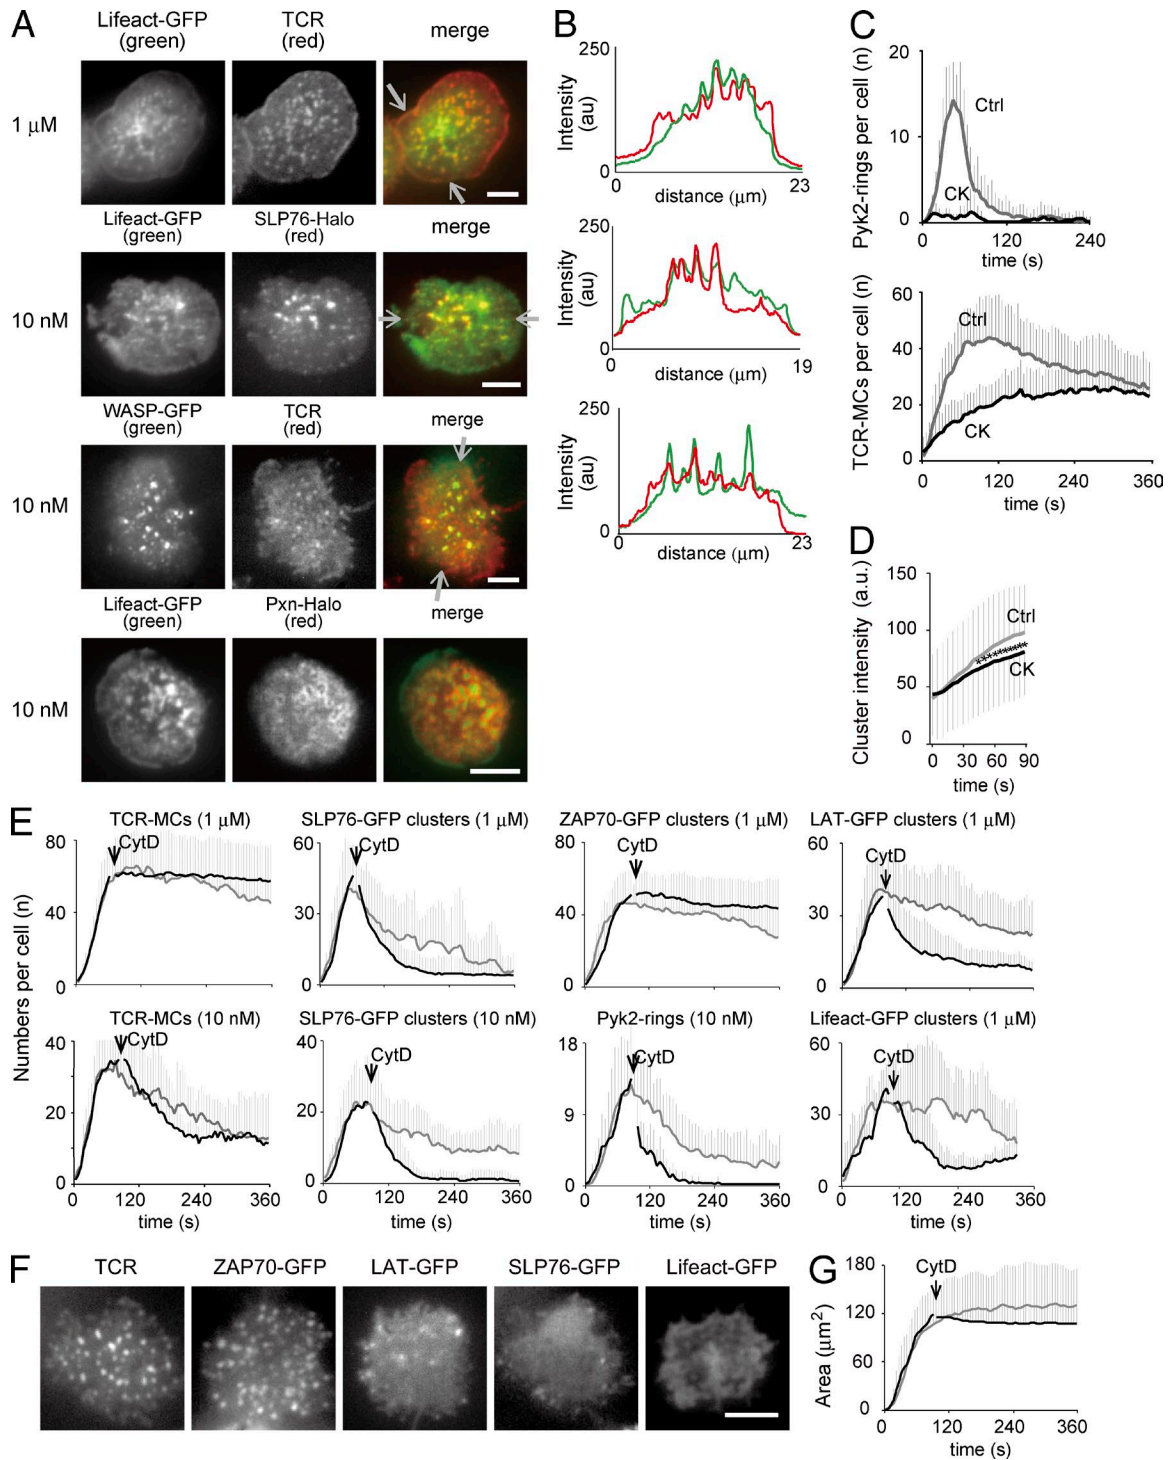 A
Lifeact-GFP
(green)
TCR
(red)
merge
1 μM
Lifeact-GFP
(green)
SLP76-Halo
(red)
merge
10 nM
WASP-GFP
(green)
TCR
(red)
merge
10 nM
Lifeact-GFP
(green)
Pxn-Halo
(red)
merge
10 nM
B
250
Intensity
(au)
0
0
23
distance (μm)
250
Intensity
(au)
0
0
19
distance (μm)
250
Intensity
(au)
0
0
23
distance (μm)
C
Pyk2-rings per cell (n)
20
10
0
Ctrl
CK
0 120 240
time (s)
TCR-MCs per cell (n)
60
40
20
0
Ctrl
CK
0 120 240 360
time (s)
D
Cluster intensity (a.u.)
150
100
50
0
Ctrl
*********
CK
0 30 60 90
time (s)
E
Numbers per cell (n)
TCR-MCs (1 μM)
80
40
0
CytD
SLP76-GFP clusters (1 μM)
60
30
0
CytD
ZAP70-GFP clusters (1 μM)
80
40
0
CytD
LAT-GFP clusters (1 μM)
60
30
0
CytD
TCR-MCs (10 nM)
40
20
0
CytD
0 120 240 360
time (s)
SLP76-GFP clusters (10 nM)
40
20
0
CytD
0 120 240 360
time (s)
Pyk2-rings (10 nM)
18
9
0
CytD
0 120 240 360
time (s)
Lifeact-GFP clusters (1 μM)
60
30
0
CytD
0 120 240 360
time (s)
F
TCR
ZAP70-GFP
LAT-GFP
SLP76-GFP
Lifeact-GFP
G
Area (μm²)
180
120
60
0
CytD
0 120 240 360
time (s)